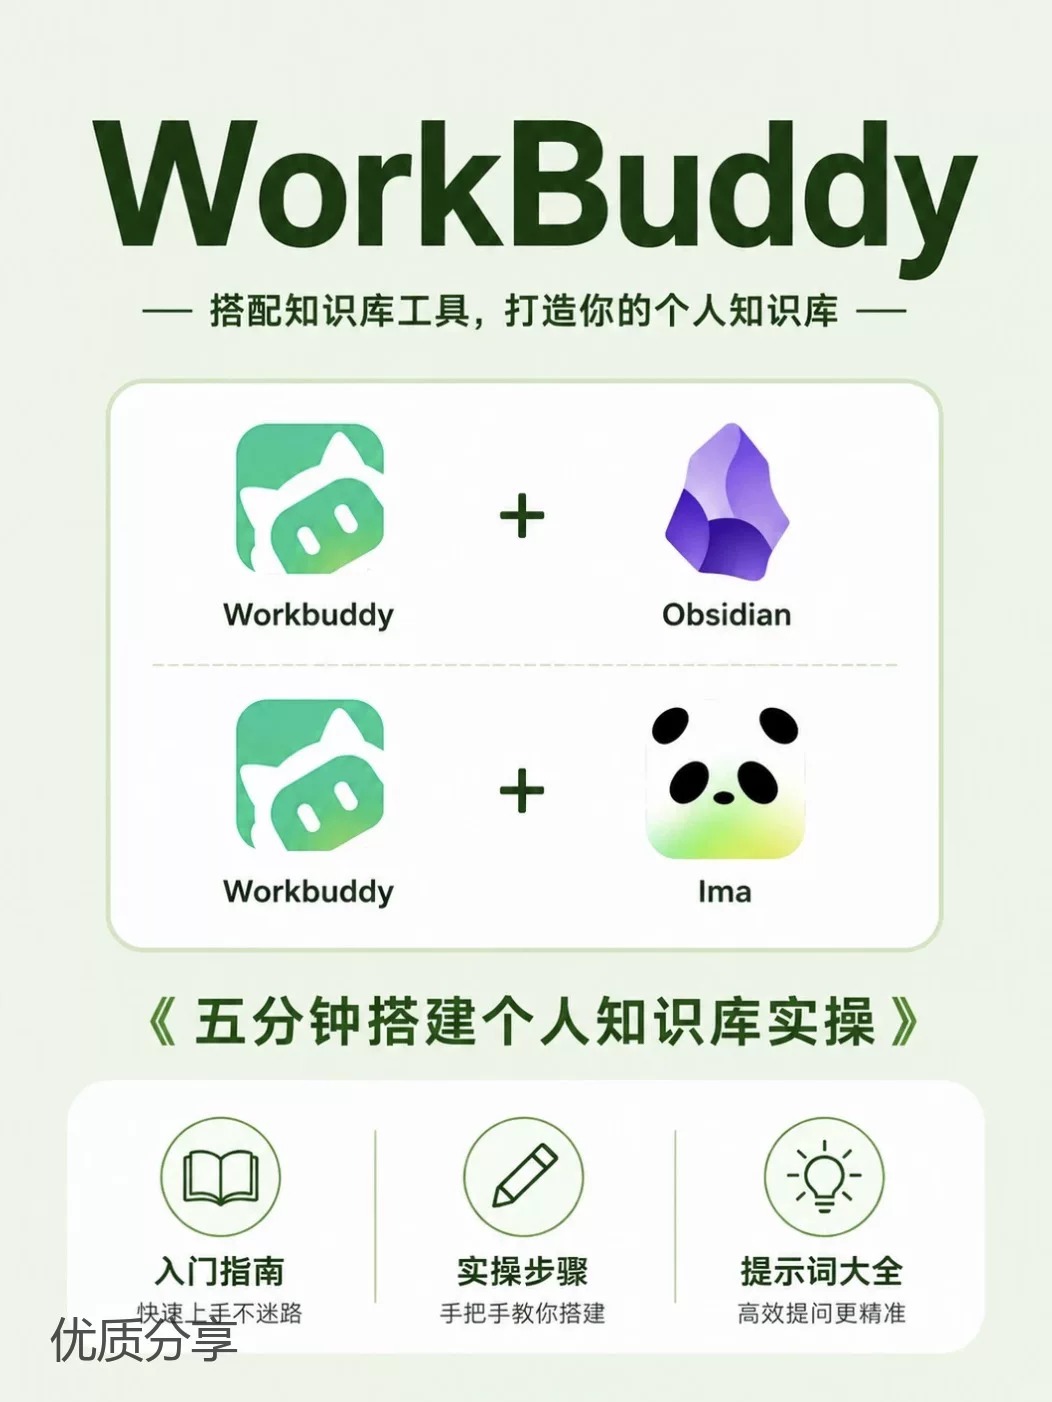 WorkBuddy
搭配知识库工具，打造你的个人知识库
Workbuddy + Obsidian
Workbuddy + Ima
《五分钟搭建个人知识库实操》
入门指南 实操步骤 提示词大全
快速上手不迷路 手把手教你搭建 高效提问更精准
优质分享